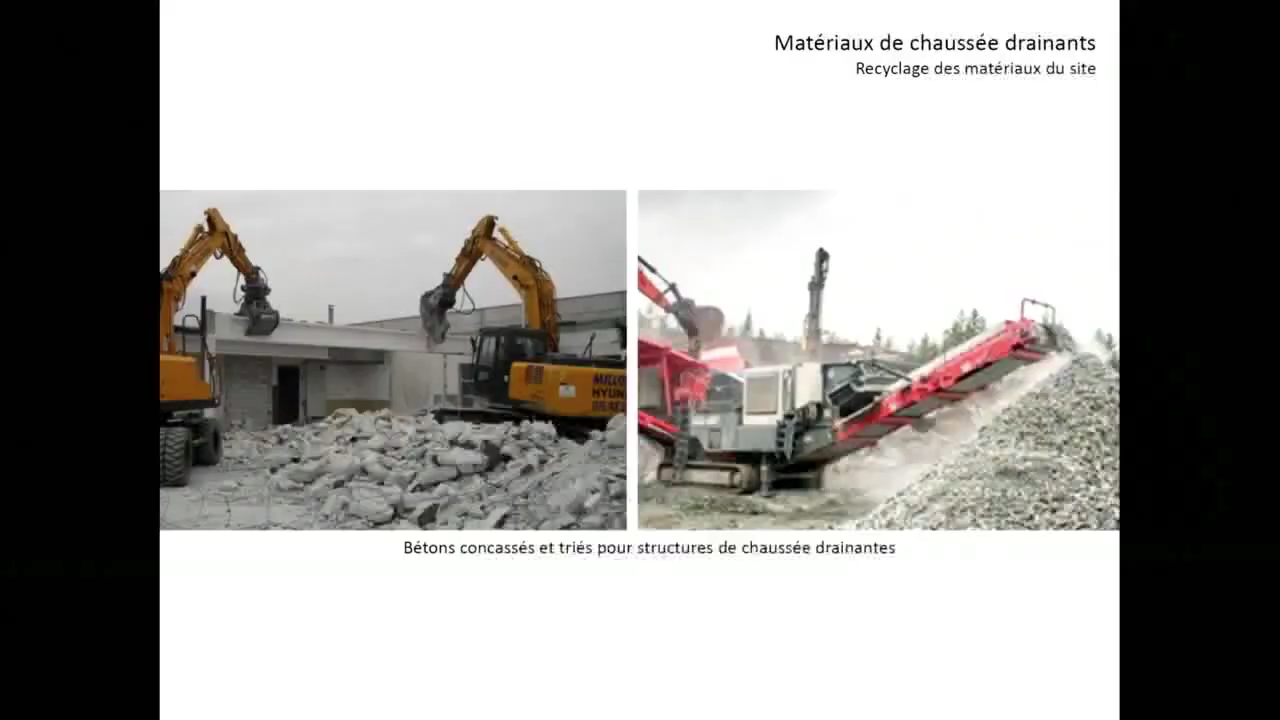 Matériaux de chaussée drainants
Recyclage des matériaux du site
Bétons concassés et triés pour structures de chaussée drainantes